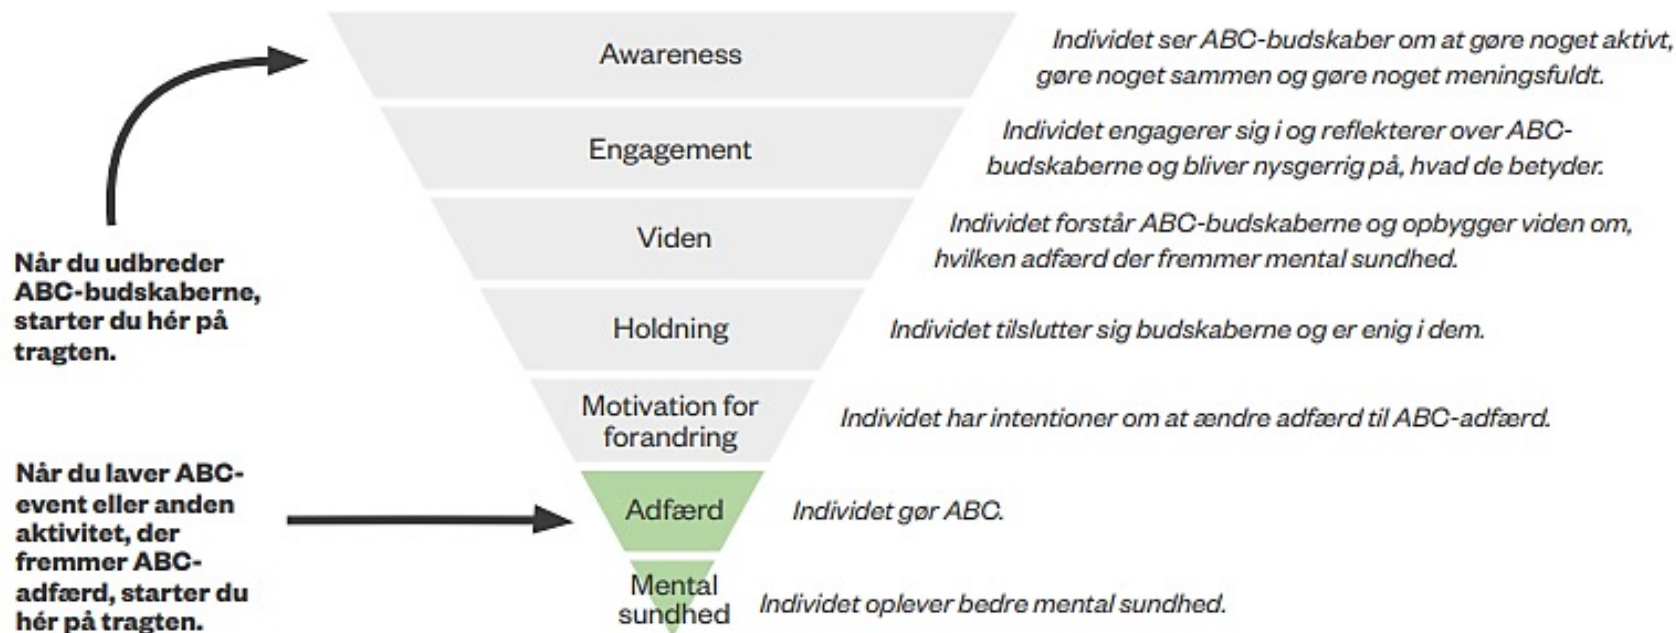 Awareness
Individet ser ABC-budskaber om at gøre noget aktivt,
gøre noget sammen og gøre noget meningsfuldt.
Engagement
Individet engagerer sig i og reflekterer over ABC-
budskaberne og bliver nysgerrig på, hvad de betyder.
Viden
Individet forstår ABC-budskaberne og opbygger viden om,
hvilken adfærd der fremmer mental sundhed.
Når du udbreder
ABC-budskaberne,
starter du hér på
tragten.
Holdning
Individet tilslutter sig budskaberne og er enig i dem.
Motivation for
forandring
Individet har intentioner om at ændre adfærd til ABC-adfærd.
Når du laver ABC-
event eller anden
aktivitet, der
fremmer ABC-
adfærd, starter du
hér på tragten.
Adfærd
Individet gør ABC.
Mental
sundhed
Individet oplever bedre mental sundhed.